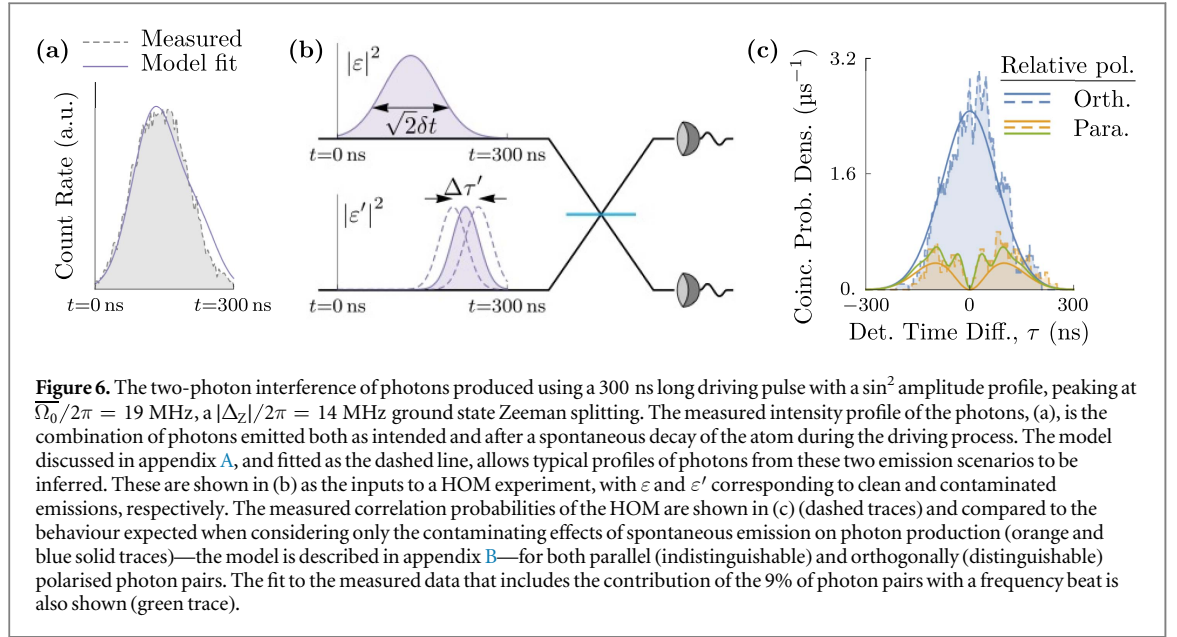 (a)
Measured
Model fit
Count Rate (a.u.)
t=0 ns
t=300 ns
(b)
|ε|²
√2δt
t=0 ns
t=300 ns
Δτ′
|ε′|²
t=0 ns
t=300 ns
(c)
Coinc. Prob. Dens. (μs⁻¹)
3.2
1.6
0.
−300
0
300
Det. Time Diff., τ (ns)
Relative pol.
Orth.
Para.
Figure 6. The two-photon interference of photons produced using a 300 ns long driving pulse with a sin² amplitude profile, peaking at
Ω̅₀/2π = 19 MHz, a |Δ_Z|/2π = 14 MHz ground state Zeeman splitting. The measured intensity profile of the photons, (a), is the
combination of photons emitted both as intended and after a spontaneous decay of the atom during the driving process. The model
discussed in appendix A, and fitted as the dashed line, allows typical profiles of photons from these two emission scenarios to be
inferred. These are shown in (b) as the inputs to a HOM experiment, with ε and ε′ corresponding to clean and contaminated
emissions, respectively. The measured correlation probabilities of the HOM are shown in (c) (dashed traces) and compared to the
behaviour expected when considering only the contaminating effects of spontaneous emission on photon production (orange and
blue solid traces)—the model is described in appendix B—for both parallel (indistinguishable) and orthogonally (distinguishable)
polarised photon pairs. The fit to the measured data that includes the contribution of the 9% of photon pairs with a frequency beat is
also shown (green trace).